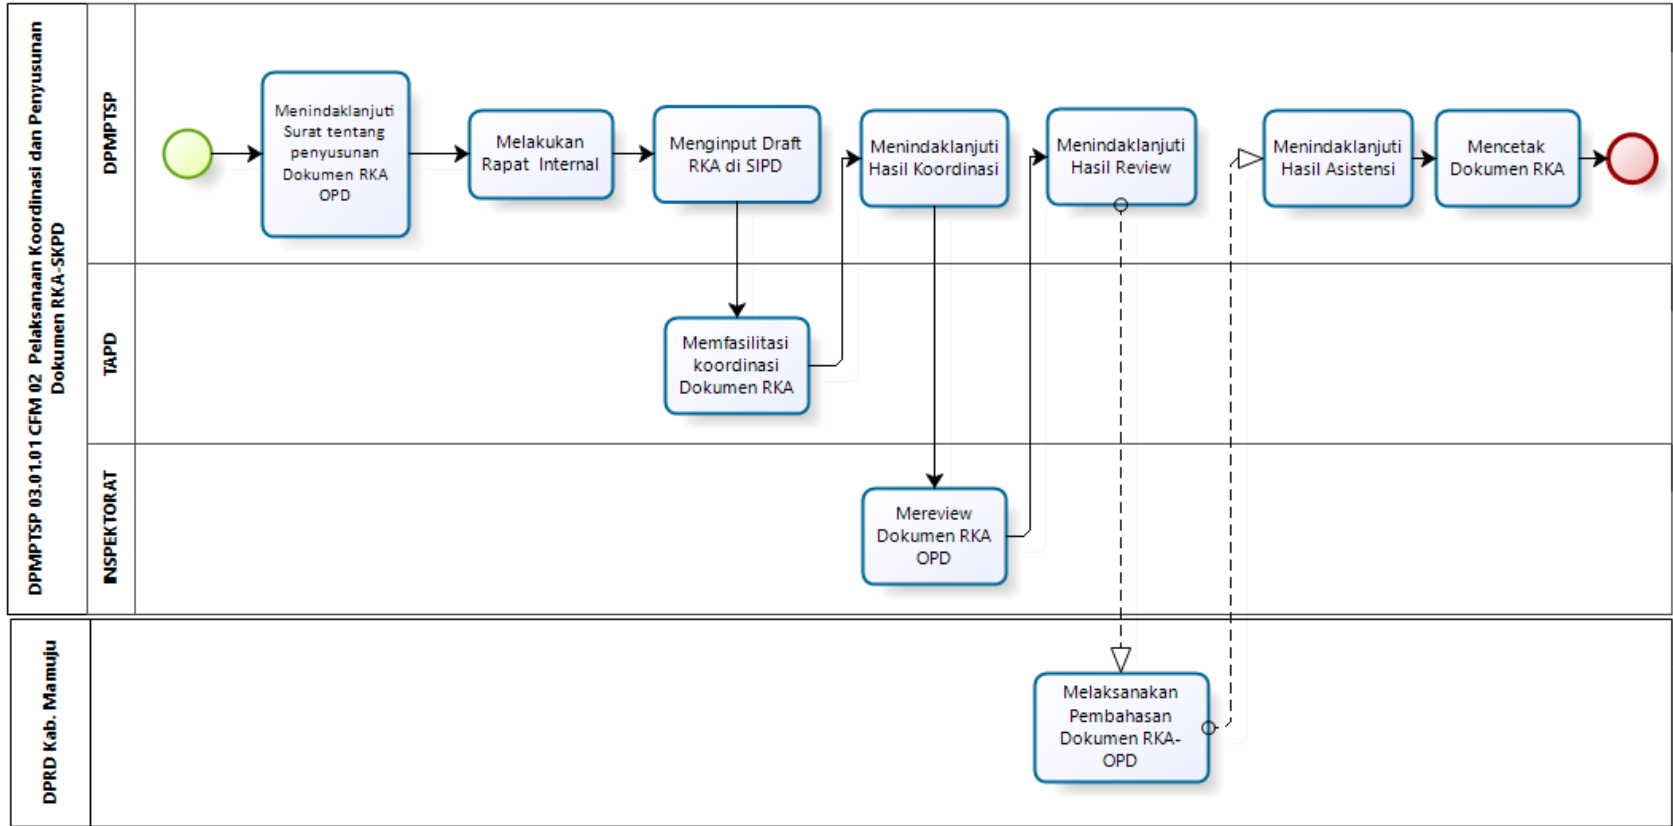 DPMPTSP 03.01.01 CFM 02 Pelaksanaan Koordinasi dan Penyusunan
Dokumen RKA-SKPD
DPMPTSP
Menindaklanjuti
Surat tentang
penyusunan
Dokumen RKA
OPD
Melakukan
Rapat Internal
Menginput Draft
RKA di SIPD
Menindaklanjuti
Hasil Koordinasi
Menindaklanjuti
Hasil Review
Menindaklanjuti
Hasil Asistensi
Mencetak
Dokumen RKA
TAPD
Memfasilitasi
koordinasi
Dokumen RKA
INSPEKTORAT
Mereview
Dokumen RKA
OPD
DPRD Kab. Mamuju
Melaksanakan
Pembahasan
Dokumen RKA-
OPD